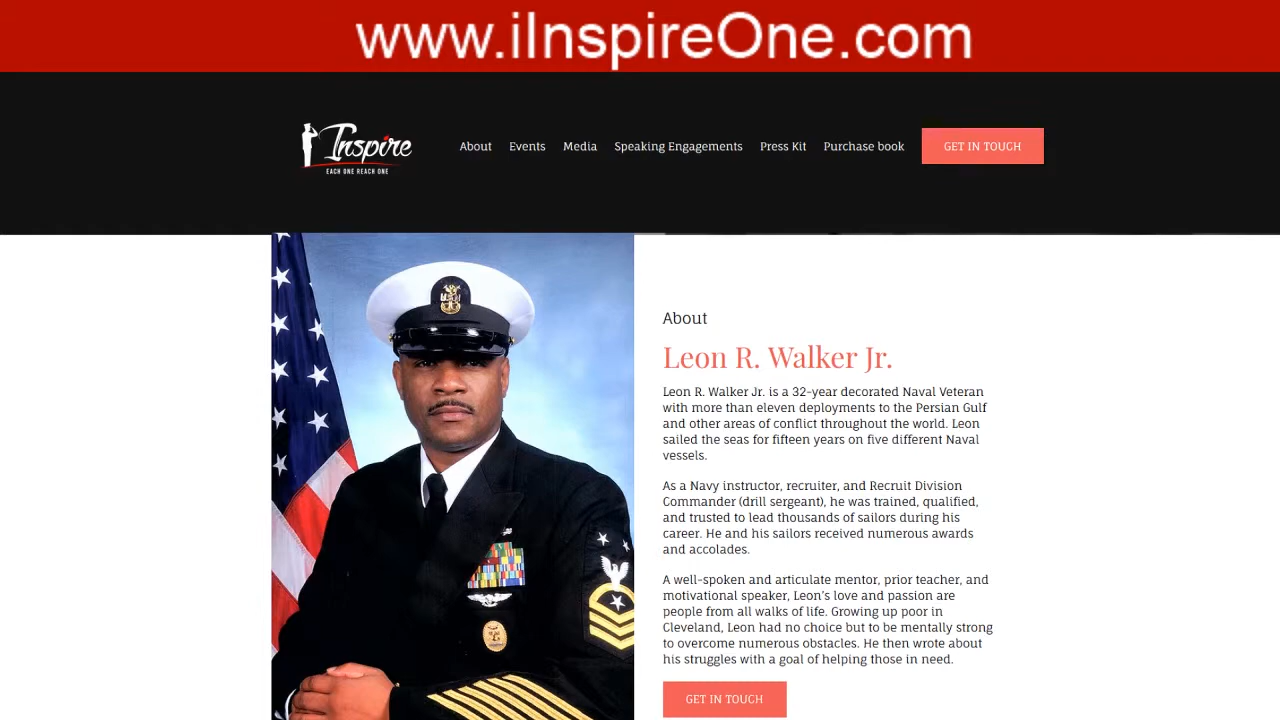 www.iInspireOne.com
Inspire
EACH ONE REACH ONE
About Events Media Speaking Engagements Press Kit Purchase book GET IN TOUCH
About
Leon R. Walker Jr.
Leon R. Walker Jr. is a 32-year decorated Naval Veteran
with more than eleven deployments to the Persian Gulf
and other areas of conflict throughout the world. Leon
sailed the seas for fifteen years on five different Naval
vessels.
As a Navy instructor, recruiter, and Recruit Division
Commander (drill sergeant), he was trained, qualified,
and trusted to lead thousands of sailors during his
career. He and his sailors received numerous awards
and accolades.
A well-spoken and articulate mentor, prior teacher, and
motivational speaker, Leon's love and passion are
people from all walks of life. Growing up poor in
Cleveland, Leon had no choice but to be mentally strong
to overcome numerous obstacles. He then wrote about
his struggles with a goal of helping those in need.
GET IN TOUCH